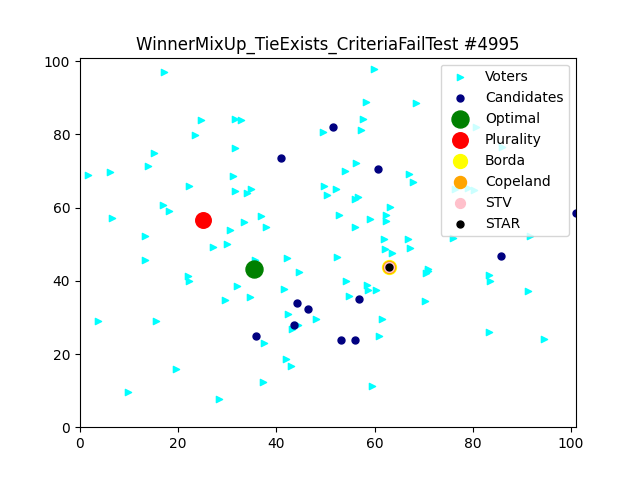 WinnerMixUp_TieExists_CriteriaFailTest #4995
100
80
60
40
20
0
0
20
40
60
80
100
Voters
Candidates
Optimal
Plurality
Borda
Copeland
STV
STAR